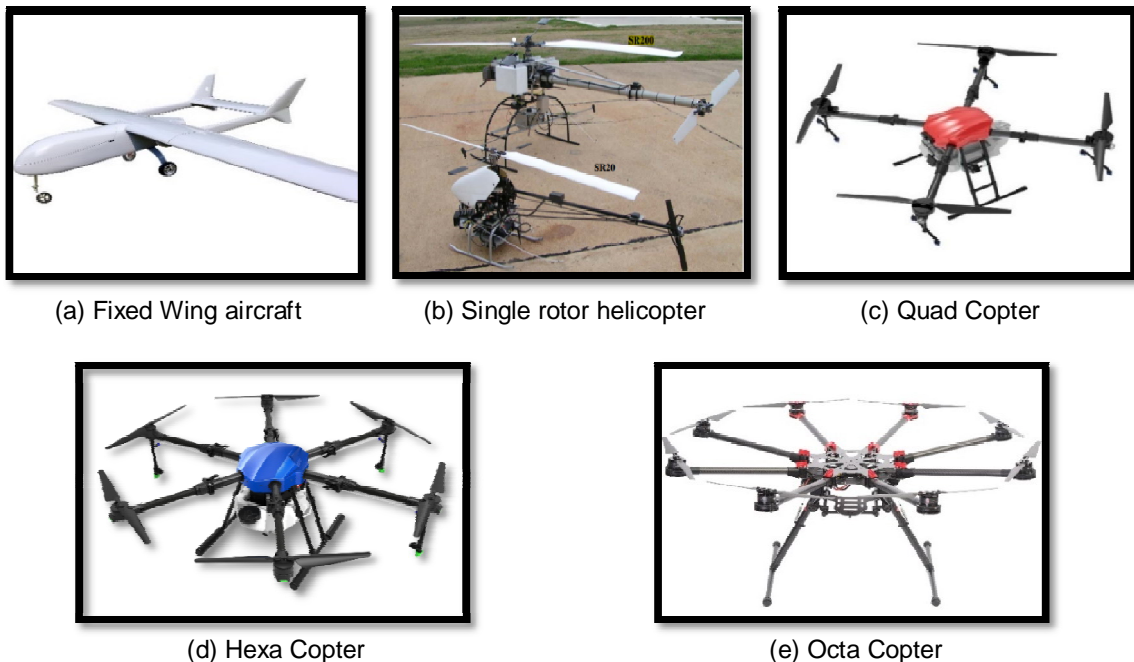 SR200
SR20
(a) Fixed Wing aircraft
(b) Single rotor helicopter
(c) Quad Copter
(d) Hexa Copter
(e) Octa Copter